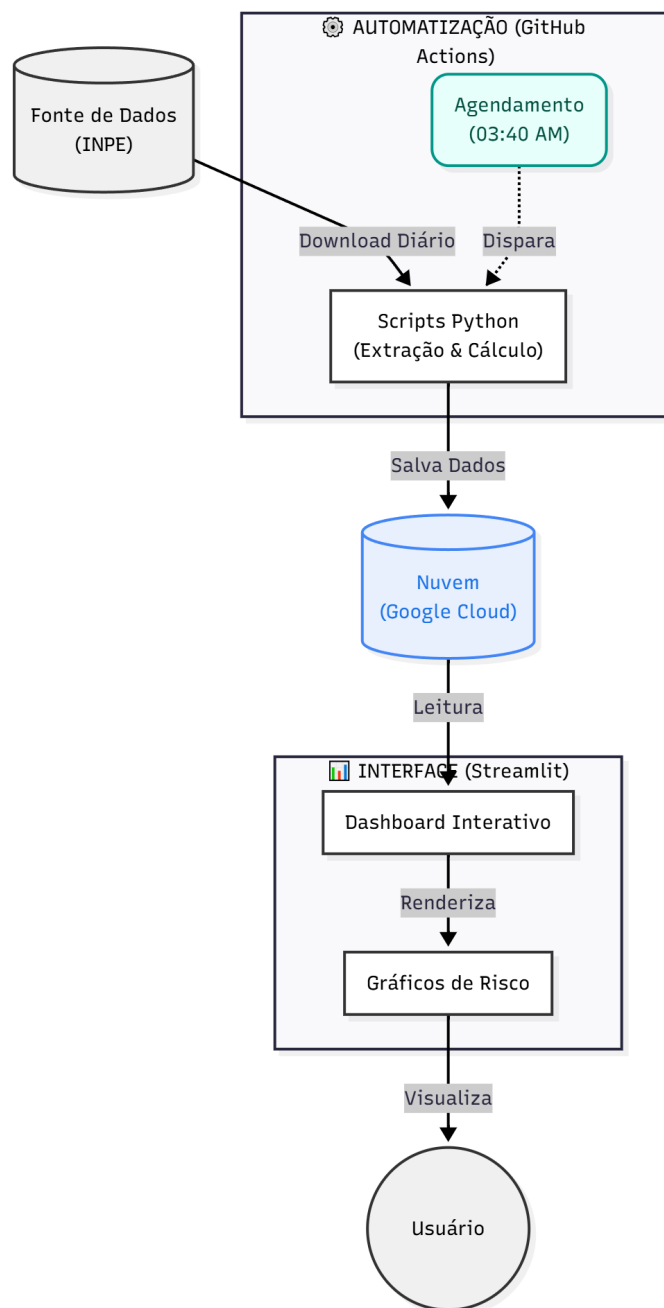 ⚙️ AUTOMATIZAÇÃO (GitHub
Actions)
Fonte de Dados
(INPE)
Agendamento
(03:40 AM)
Download Diário
Dispara
Scripts Python
(Extração & Cálculo)
Salva Dados
Nuvem
(Google Cloud)
Leitura
📊 INTERFACE (Streamlit)
Dashboard Interativo
Renderiza
Gráficos de Risco
Visualiza
Usuário